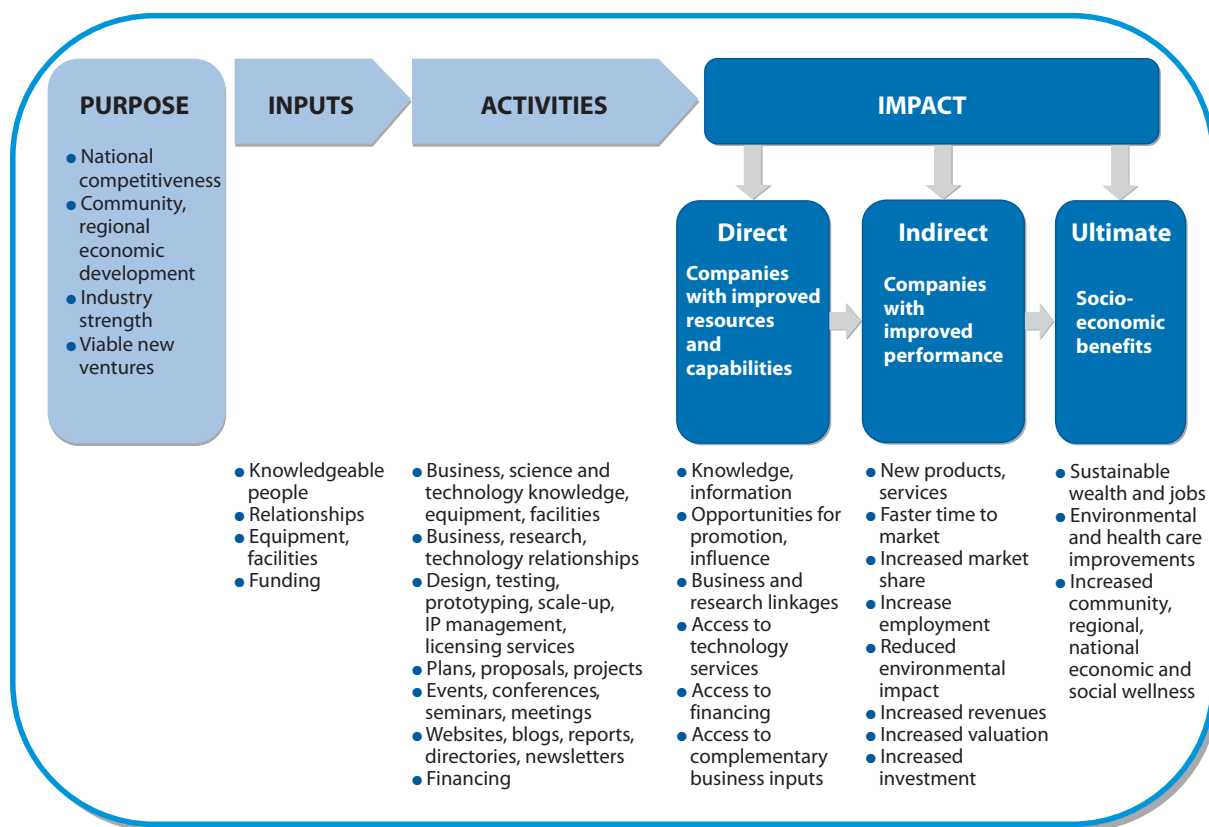 PURPOSE
● National
competitiveness
● Community,
regional
economic
development
● Industry
strength
● Viable new
ventures
INPUTS
ACTIVITIES
IMPACT
Direct
Companies
with improved
resources
and
capabilities
Indirect
Companies
with
improved
performance
Ultimate
Socio-
economic
benefits
● Knowledgeable
people
● Relationships
● Equipment,
facilities
● Funding
● Business, science and
technology knowledge,
equipment, facilities
● Business, research,
technology relationships
● Design, testing,
prototyping, scale-up,
IP management,
licensing services
● Plans, proposals, projects
● Events, conferences,
seminars, meetings
● Websites, blogs, reports,
directories, newsletters
● Financing
● Knowledge,
information
● Opportunities for
promotion,
influence
● Business and
research linkages
● Access to
technology
services
● Access to
financing
● Access to
complementary
business inputs
● New products,
services
● Faster time to
market
● Increased market
share
● Increase
employment
● Reduced
environmental
impact
● Increased revenues
● Increased valuation
● Increased
investment
● Sustainable
wealth and jobs
● Environmental
and health care
improvements
● Increased
community,
regional,
national
economic and
social wellness